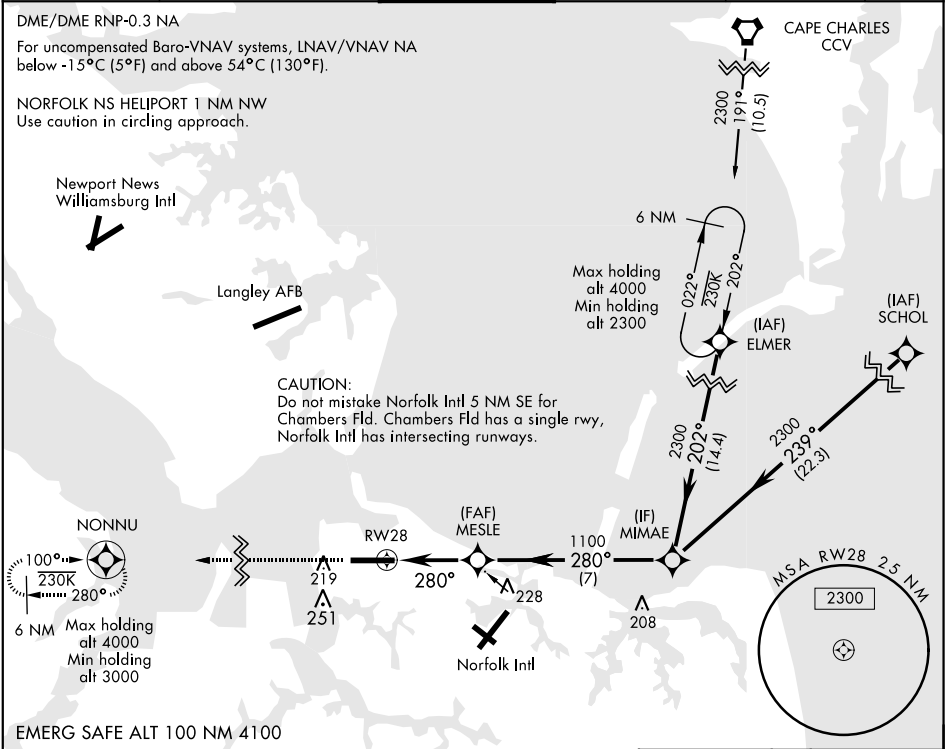 DME/DME RNP-0.3 NA
For uncompensated Baro-VNAV systems, LNAV/VNAV NA
below -15°C (5°F) and above 54°C (130°F).
NORFOLK NS HELIPORT 1 NM NW
Use caution in circling approach.
CAPE CHARLES
CCV
2300
191°
(10.5)
Newport News
Williamsburg Intl
6 NM
022°
230K
202°
Max holding
alt 4000
Min holding
alt 2300
Langley AFB
(IAF)
ELMER
(IAF)
SCHOL
CAUTION:
Do not mistake Norfolk Intl 5 NM SE for
Chambers Fld. Chambers Fld has a single rwy,
Norfolk Intl has intersecting runways.
2300
202°
(14.4)
2300
239°
(22.3)
NONNU
RW28
(FAF)
MESLE
(IF)
MIMAE
1100
280°
(7)
280°
100°
230K
280°
6 NM
Max holding
alt 4000
Min holding
alt 3000
219
251
228
208
Norfolk Intl
MSA RW28 25 NM
2300
EMERG SAFE ALT 100 NM 4100